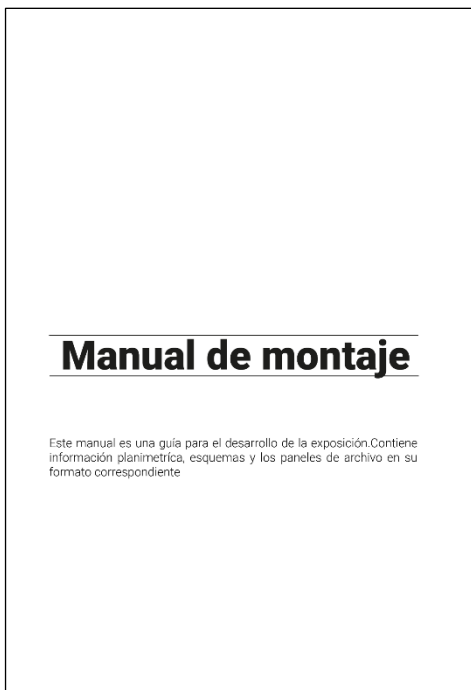 Manual de montaje
Este manual es una guía para el desarrollo de la exposición.Contiene
información planimetríca, esquemas y los paneles de archivo en su
formato correspondiente